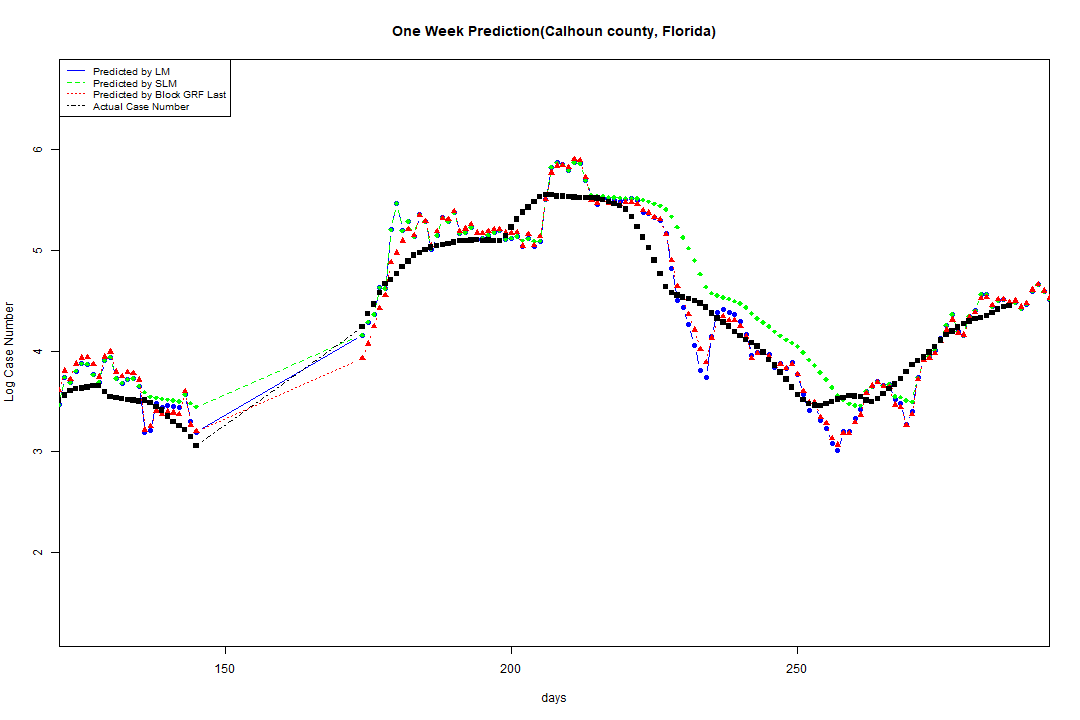 One Week Prediction(Calhoun county, Florida)
Predicted by LM
Predicted by SLM
Predicted by Block GRF Last
Actual Case Number
6
5
4
3
2
Log Case Number
150
200
250
days